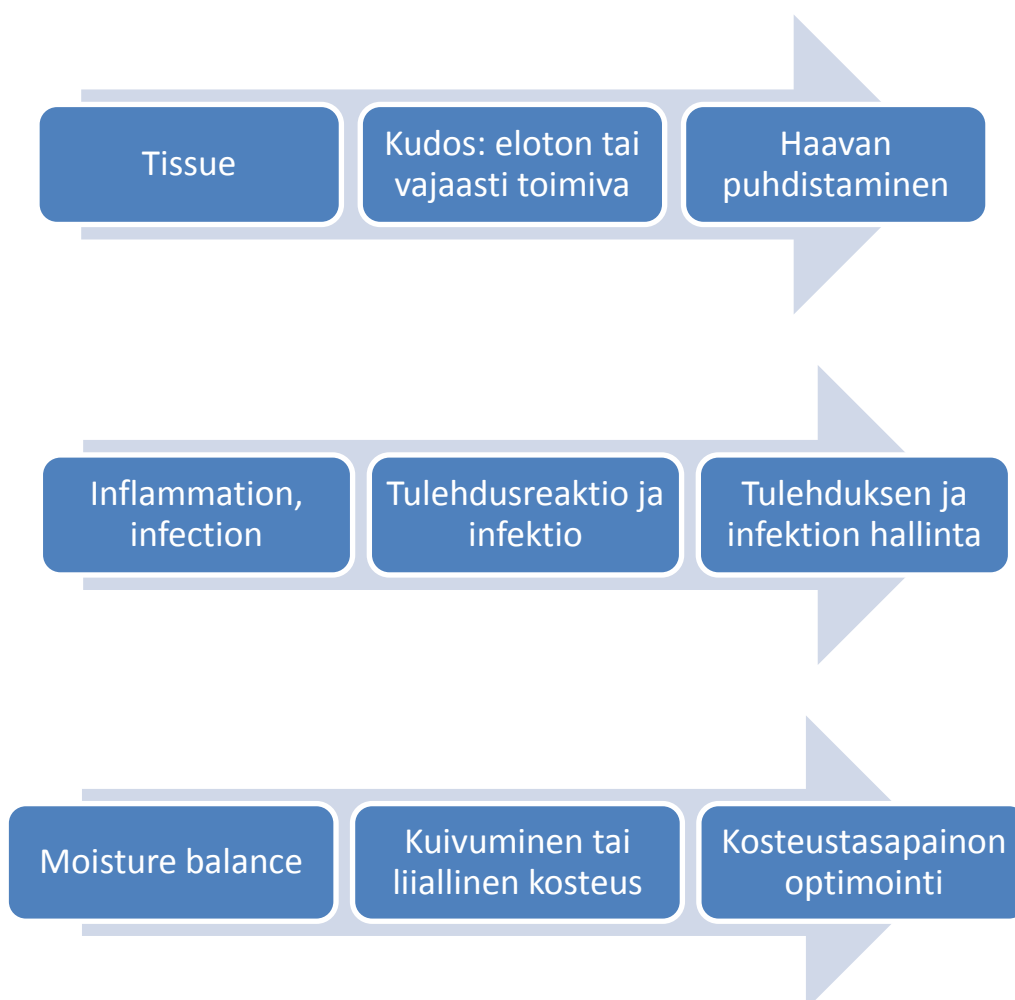 Tissue
Kudos: eloton tai
vajaasti toimiva
Haavan
puhdistaminen
Inflammation,
infection
Tulehdusreaktio ja
infektio
Tulehduksen ja
infektion hallinta
Moisture balance
Kuivuminen tai
liiallinen kosteus
Kosteustasapainon
optimointi